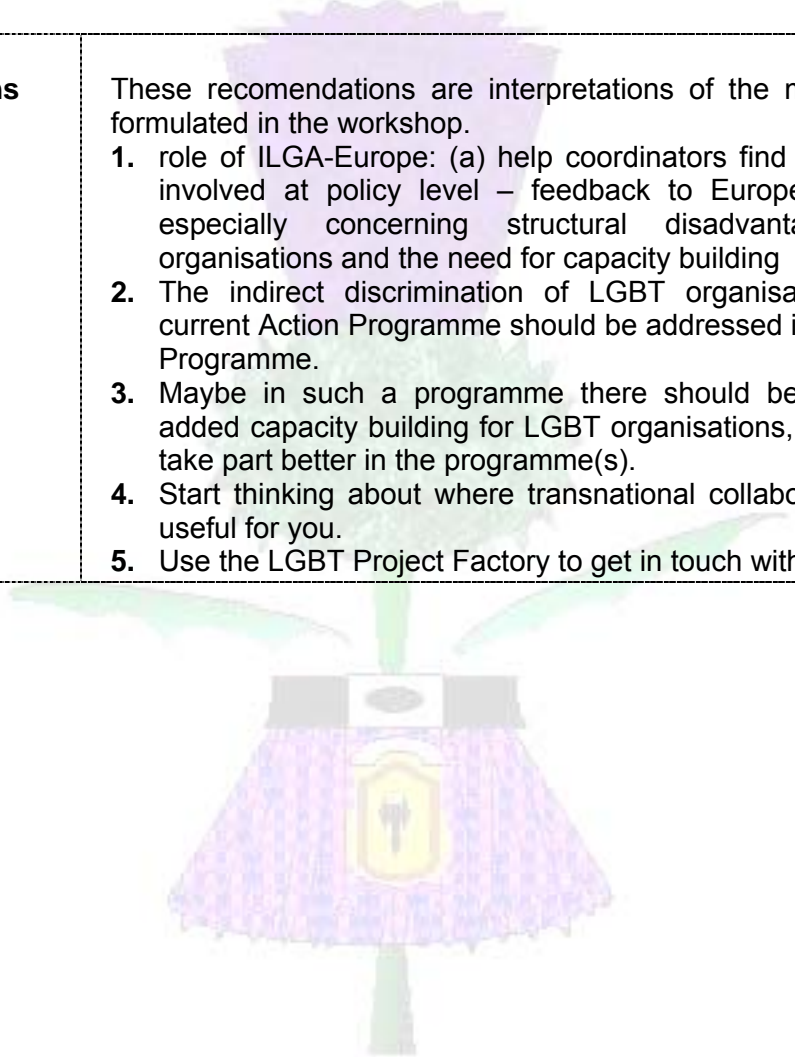 ns
These recomendations are interpretations of the n
formulated in the workshop.
1. role of ILGA-Europe: (a) help coordinators find
involved at policy level – feedback to Europe
especially concerning structural disadvanta
organisations and the need for capacity building
2. The indirect discrimination of LGBT organisa
current Action Programme should be addressed i
Programme.
3. Maybe in such a programme there should be
added capacity building for LGBT organisations,
take part better in the programme(s).
4. Start thinking about where transnational collabo
useful for you.
5. Use the LGBT Project Factory to get in touch with